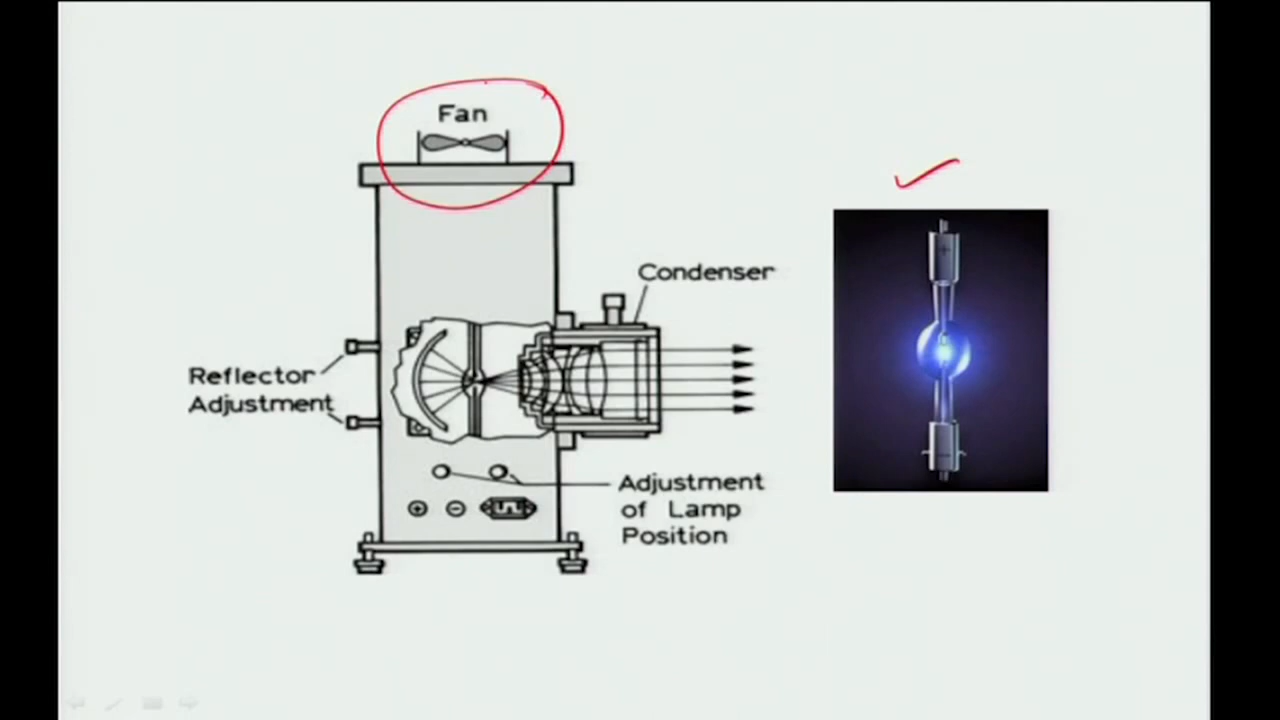 Fan
Condenser
Reflector
Adjustment
Adjustment
of Lamp
Position